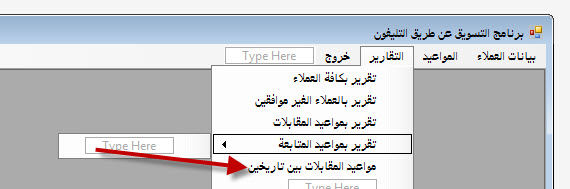 برنامج التسويق عن طريق التليفون
بيانات العملاء المواعيد التقارير خروج Type Here
تقرير بكافة العملاء
تقرير بالعملاء الغير موافقين
تقرير بمواعيد المقابلات
تقرير بمواعيد المتابعة
Type Here
مواعيد المقابلات بين تاريخين
Type Here